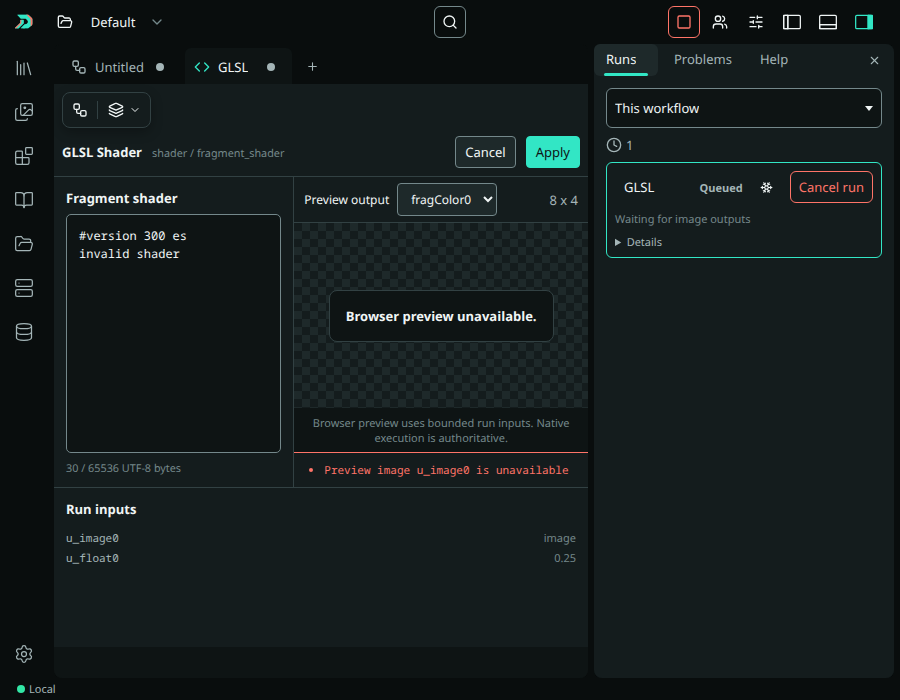 Default
Untitled
GLSL
Runs
Problems
Help
This workflow
1
GLSL
Queued
Cancel run
Waiting for image outputs
Details
GLSL Shader
shader / fragment_shader
Cancel
Apply
Fragment shader
#version 300 es
invalid shader
30 / 65536 UTF-8 bytes
Preview output
fragColor0
8 x 4
Browser preview unavailable.
Browser preview uses bounded run inputs. Native
execution is authoritative.
• Preview image u_image0 is unavailable
Run inputs
u_image0
image
u_float0
0.25
Local